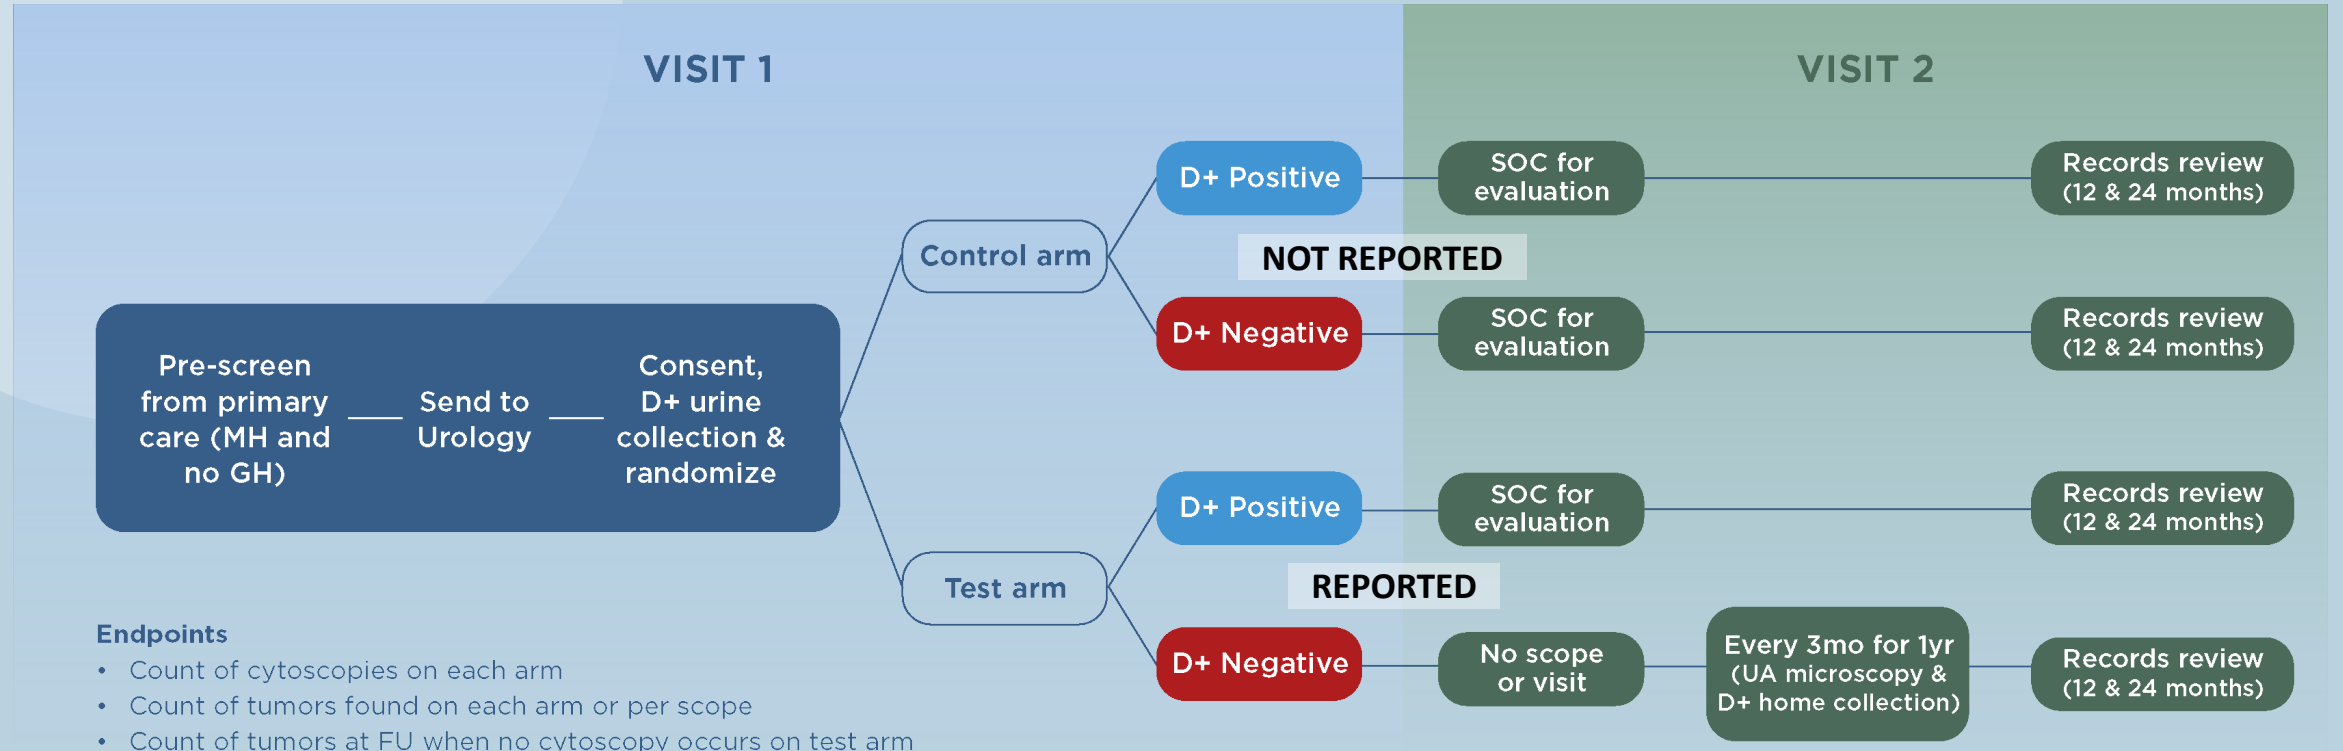 VISIT 1
VISIT 2
Pre-screen
from primary
care (MH and
no GH)
Send to
Urology
Consent,
D+ urine
collection &
randomize
Control arm
D+ Positive
SOC for
evaluation
Records review
(12 & 24 months)
NOT REPORTED
D+ Negative
SOC for
evaluation
Records review
(12 & 24 months)
Test arm
D+ Positive
SOC for
evaluation
Records review
(12 & 24 months)
REPORTED
D+ Negative
No scope
or visit
Every 3mo for 1yr
(UA microscopy &
D+ home collection)
Records review
(12 & 24 months)
Endpoints
• Count of cytoscopies on each arm
• Count of tumors found on each arm or per scope
• Count of tumors at FU when no cytoscopy occurs on test arm